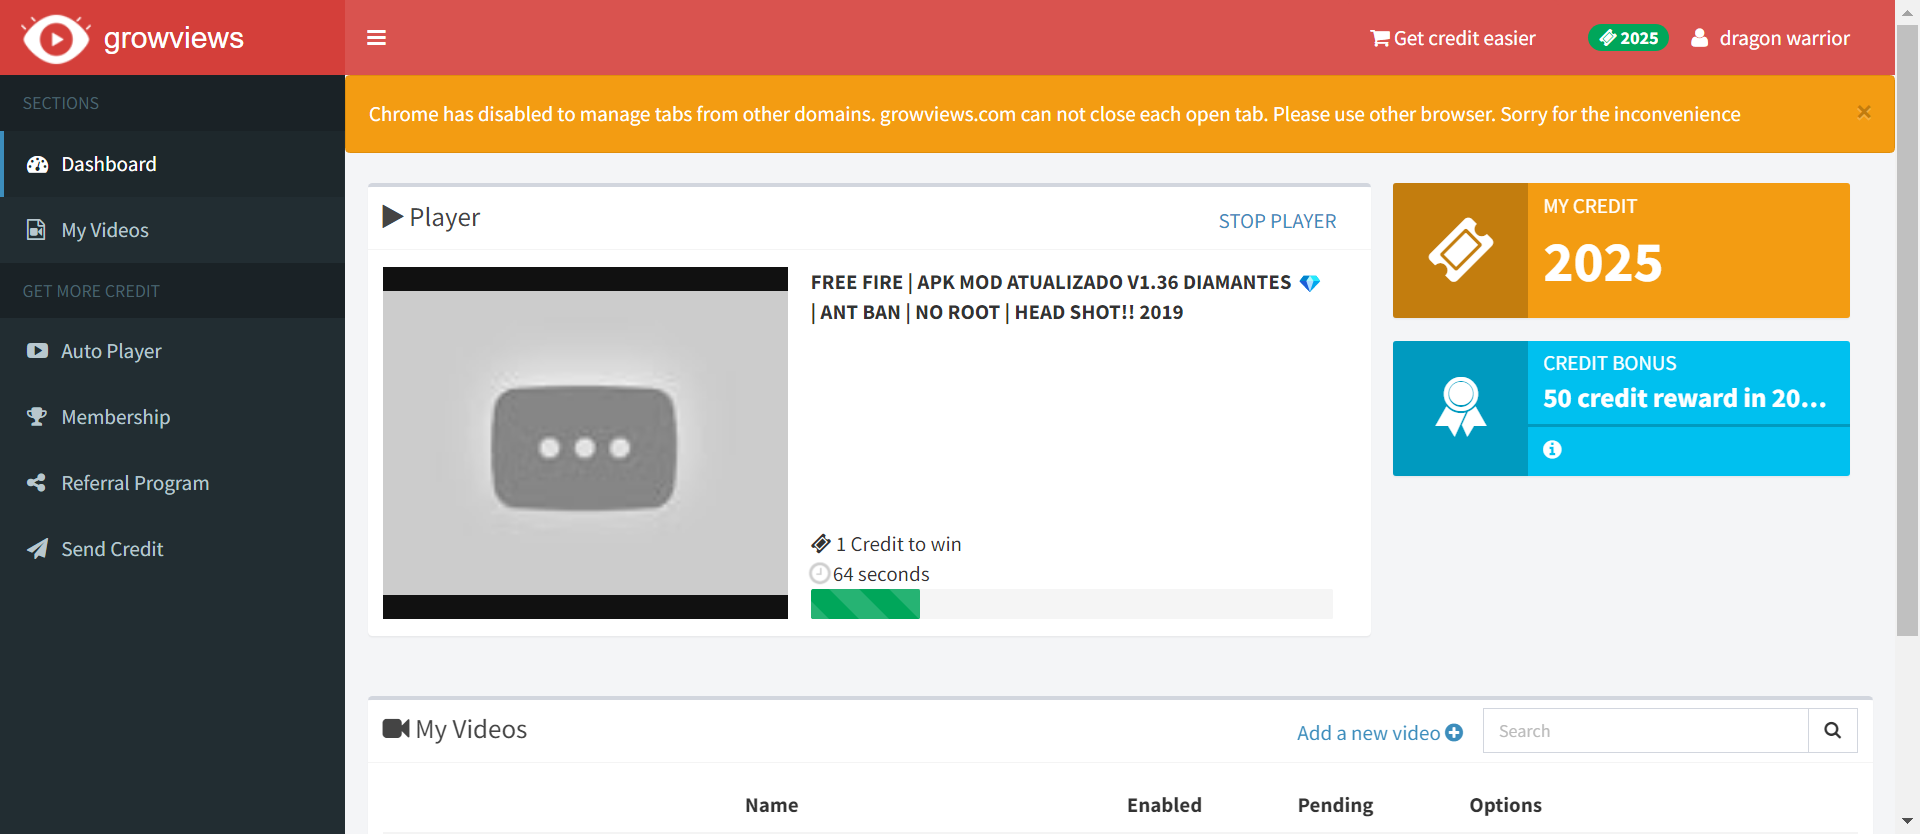 growviews
Get credit easier
2025
dragon warrior
SECTIONS
Dashboard
My Videos
GET MORE CREDIT
Auto Player
Membership
Referral Program
Send Credit
Chrome has disabled to manage tabs from other domains. growviews.com can not close each open tab. Please use other browser. Sorry for the inconvenience
×
Player
STOP PLAYER
FREE FIRE | APK MOD ATUALIZADO V1.36 DIAMANTES 💎
| ANT BAN | NO ROOT | HEAD SHOT!! 2019
1 Credit to win
64 seconds
MY CREDIT
2025
CREDIT BONUS
50 credit reward in 20...
My Videos
Add a new video
Search
Name
Enabled
Pending
Options